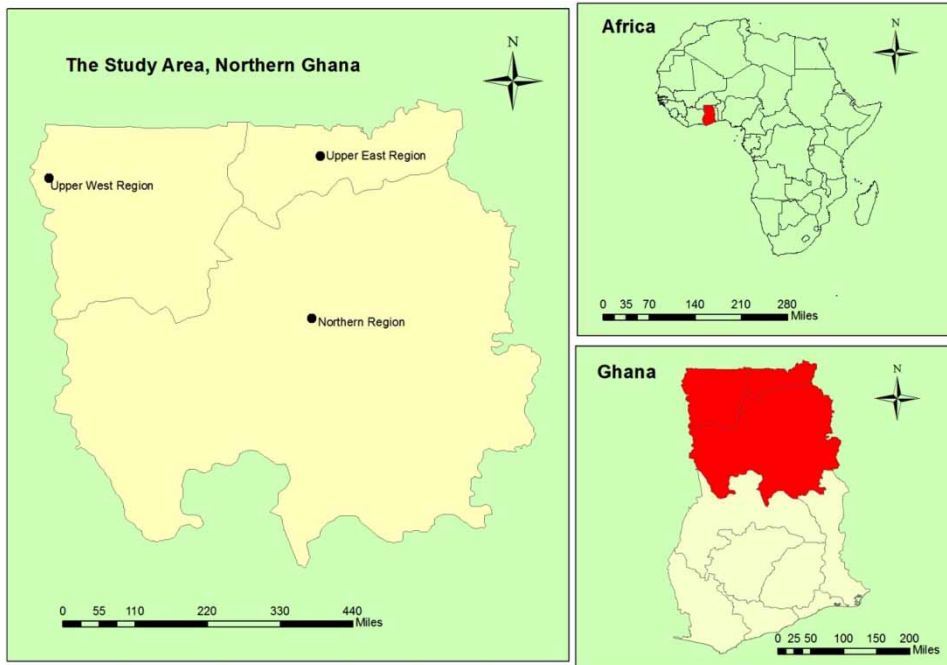 The Study Area, Northern Ghana
N
Upper East Region
Upper West Region
Northern Region
0 55 110 220 330 440
Miles
Africa
N
0 35 70 140 210 280
Miles
Ghana
N
0 25 50 100 150 200
Miles